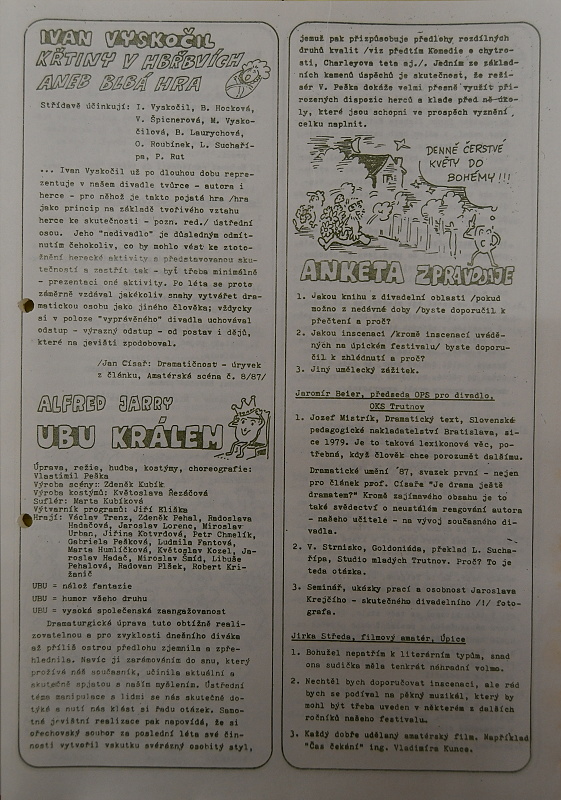 IVAN VYSKOČIL
KŘTINY V HBŘBVÍCH
ANEB BLBÁ HRA
Střídavě účinkují: I. Vyskočil, B. Hocková,
V. Špicnerová, M. Vysko-
čilová, B. Laurychová,
O. Roubínek, L. Suchaří-
pa, P. Rut
... Ivan Vyskočil už po dlouhou dobu repre-
zentuje v našem divadle tvůrce - autora i
herce - pro něhož je takto pojatá hra /hra
jako princip na základě tvořivého vztahu
herce ke skutečnosti - pozn. red./ ústřední
osou. Jeho "nedivadlo" je důsledným odmít-
nutím čehokoliv, co by mohlo vést ke ztoto-
žnění herecké aktivity s představovanou sku-
tečností a zastřít tak - byť třeba minimálně
- prezentaci oné aktivity. Po léta se proto
záměrně vzdával jakékoliv snahy vytvářet dra-
matickou osobu jako jiného člověka; vždycky
si v poloze "vyprávěného" divadla uchovával
odstup - výrazný odstup - od postav i dějů,
které na jevišti zpodoboval.
/Jan Císař: Dramatičnost - úryvek
z článku, Amatérská scéna č. 8/87/
ALFRED JARRY
UBU KRÁLEM
Úprava, režie, hudba, kostýmy, choreografie:
Vlastimil Peška
Výroba scény: Zdeněk Kubík
Výroba kostýmů: Květoslava Řezáčová
Suflér: Marta Kubíková
Výtvarník programů: Jiří Kliška
Hrají: Václav Trenz, Zdeněk Pehal, Radoslava
Hadačová, Jaroslav Lorenc, Miroslav
Urban, Jiřina Kotvrdová, Petr Chmelík,
Gabriela Pešková, Ludmila Fantová,
Marta Humlíčková, Květoslav Kozel, Ja-
roslav Hadač, Miroslav Šmíd, Libuše
Pehalová, Radovan Plšek, Robert Kri-
žanič
UBU = nálož fantazie
UBU = humor všeho druhu
UBU = vysoká společenská zaangažovanost
Dramaturgická úprava tuto obtížně reali-
zovatelnou a pro zvyklosti dnešního diváka
až příliš ostrou předlohu zjemnila a zpře-
hlednila. Navíc ji zarámováním do snu, který
prožívá náš současník, učinila aktuální a
skutečně spjatou s naším myšlením. Ústřední
téma manipulace s lidmi se nás skutečně do-
týká a nutí nás klást si řadu otázek. Samo-
tné jevištní realizace pak napovídá, že si
ořechovský soubor za poslední léta své čin-
nosti vytvořil vskutku svérázný osobitý styl,
jemuž pak přizpůsobuje předlohy rozdílných
druhů kvalit /viz předtím Komedie o chytro-
sti, Charleyova teta aj./. Jedním ze základ-
ních kamenů úspěchů je skutečnost, že reži-
sér V. Peška dokáže velmi přesně využít při-
rozených dispozic herců a klade před ně úko-
ly, které jsou schopni ve prospěch vyznění
celku naplnit.
DENNĚ ČERSTVÉ
KVĚTY DO
BOHÉMY!!!
ANKETA ZPRAVODAJE
1. Jakou knihu z divadelní oblasti /pokud
možno z nedávné doby /byste doporučil k
přečtení a proč?
2. Jakou inscenaci /kromě inscenací uvádě-
ných na úpickém festivalu/ byste doporu-
čil k zhlédnutí a proč?
3. Jiný umělecký zážitek.
Jaromír Beier, předseda OPS pro divadlo,
OKS Trutnov
1. Josef Mistrík, Dramatický text, Slovenské
pedagogické nakladatelství Bratislava, si-
ce 1979. Je to taková lexikonové věc, po-
třebná, když člověk chce porozumět dalšímu.
Dramatické umění '87, svazek první - nejen
pro článek prof. Císaře "Je drama ještě
dramatem?" Kromě zajímavého obsahu je to
také svědectví o neustálém reagování autora
- našeho učitele - na vývoj současného di-
vadla.
2. V. Strnisko, Goldoniáda, překlad L. Sucha-
řípa, Studio mladých Trutnov. Proč? To je
teda otázka.
3. Seminář, ukázky prací a osobnost Jaroslava
Krejčího - skutečného divadelního /!/ foto-
grafa.
Jirka Středa, filmový amatér, Úpice
1. Bohužel nepatřím k literárním typům, snad
ona sudička měla tenkrát náhradní volno.
2. Nechtěl bych doporučovat inscenaci, ale rád
bych se podíval na pěkný muzikál, který by
mohl být třeba uveden v některém z dalších
ročníků našeho festivalu.
3. Každý dobře udělaný amatérský film. Například
"Čas čekání" ing. Vladimíra Kunce.